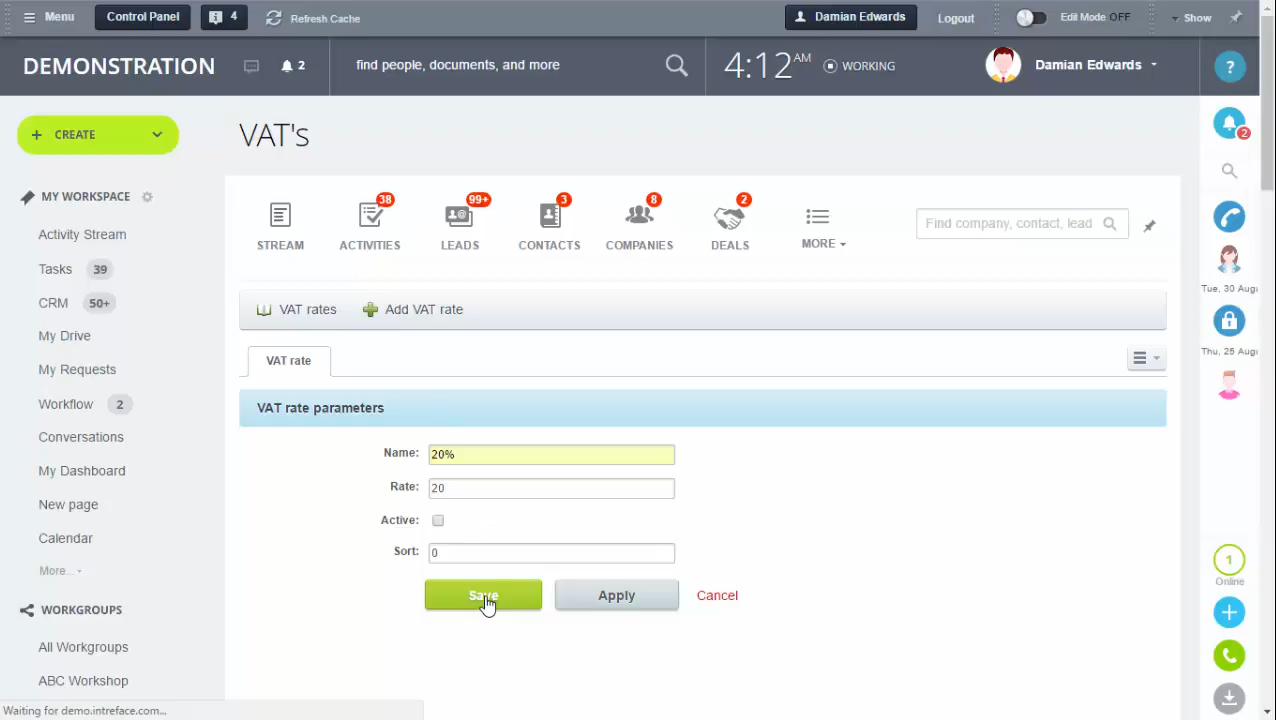 Menu
Control Panel
4
Refresh Cache
Damian Edwards
Logout
Edit Mode OFF
Show
DEMONSTRATION
2
find people, documents, and more
4:12 AM
WORKING
Damian Edwards
?
CREATE
VAT's
2
MY WORKSPACE
Activity Stream
Tasks 39
CRM 50+
My Drive
My Requests
Workflow 2
Conversations
My Dashboard
New page
Calendar
More...
WORKGROUPS
All Workgroups
ABC Workshop
STREAM
38
ACTIVITIES
99+
LEADS
3
CONTACTS
8
COMPANIES
2
DEALS
MORE
Find company, contact, lead
VAT rates
Add VAT rate
VAT rate
VAT rate parameters
Name: 20%
Rate: 20
Active:
Sort: 0
Save
Apply
Cancel
Tue, 30 Augu
Thu, 25 Augu
1
Online
Waiting for demo.intreface.com...